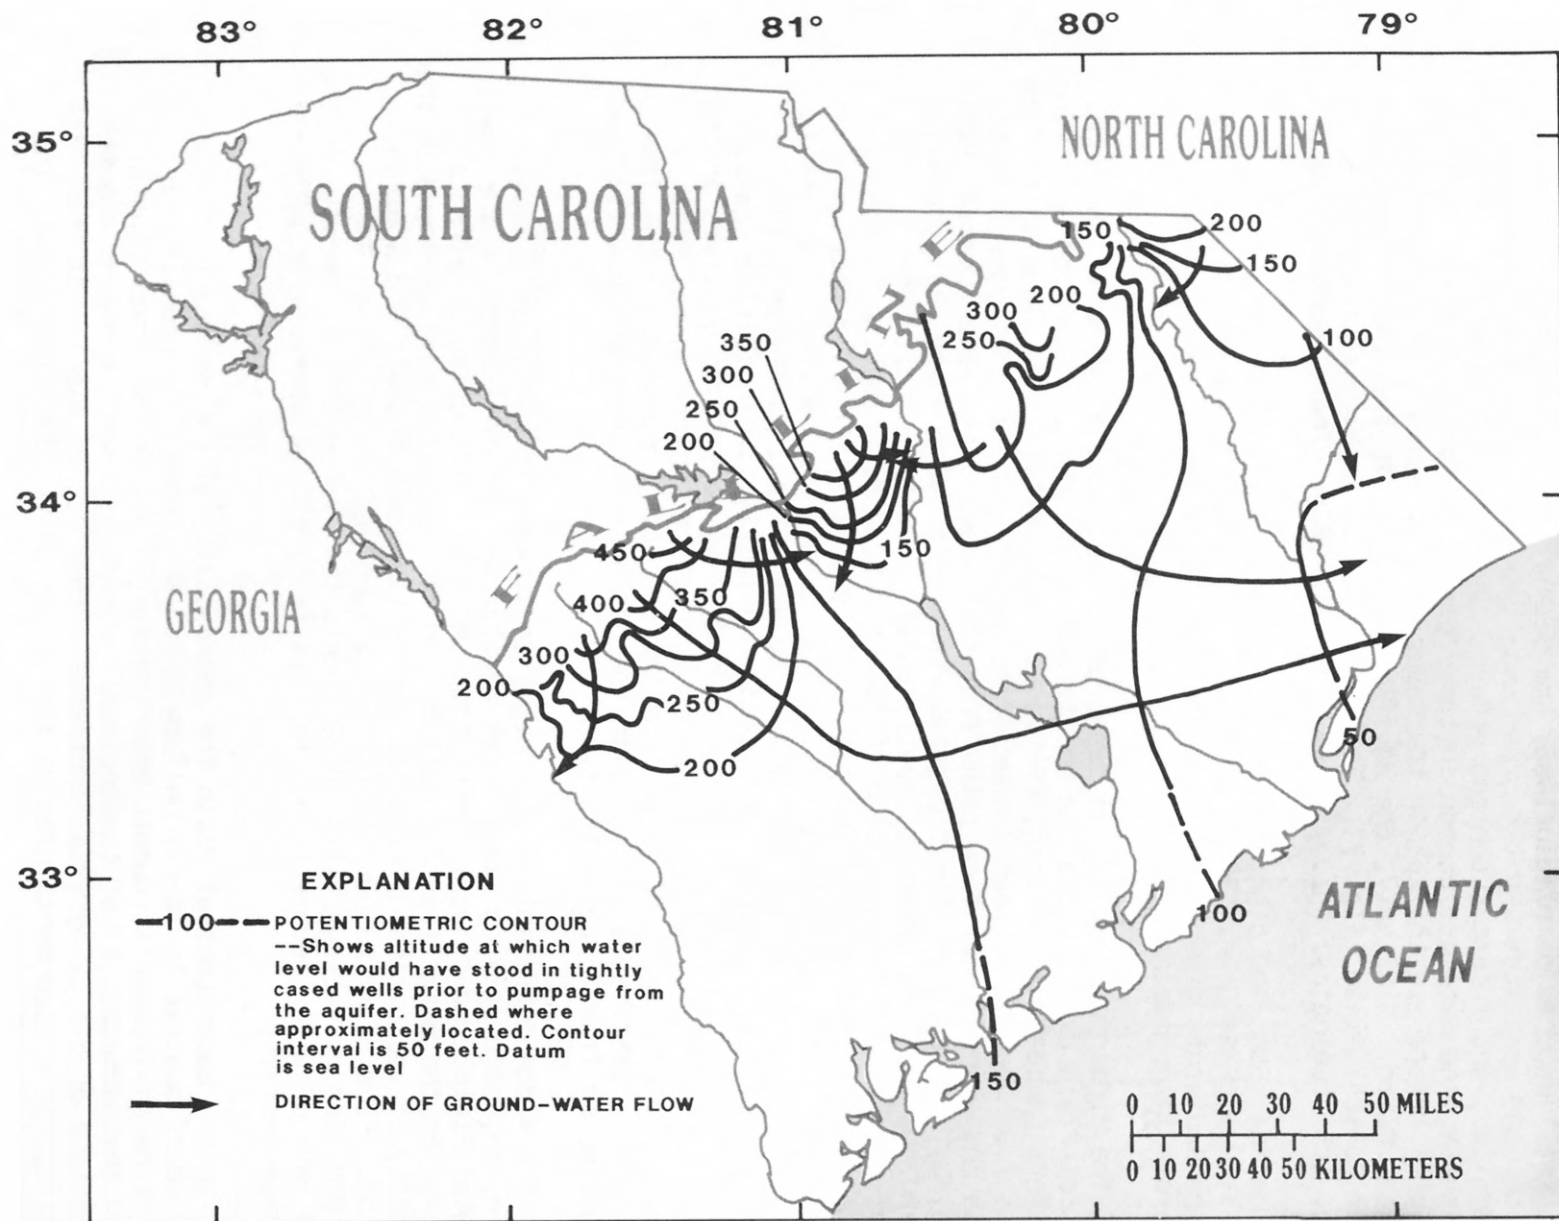 83° 82° 81° 80° 79°
35°
NORTH CAROLINA
SOUTH CAROLINA
150 200
150
LINE
300 200
250
100
350
300
250
200
34°
FALL
450
150
GEORGIA
400 350
300
200
250
50
200
33°
100
ATLANTIC
OCEAN
150
EXPLANATION
—100— — POTENTIOMETRIC CONTOUR
--Shows altitude at which water
level would have stood in tightly
cased wells prior to pumpage from
the aquifer. Dashed where
approximately located. Contour
interval is 50 feet. Datum
is sea level
DIRECTION OF GROUND-WATER FLOW
0 10 20 30 40 50 MILES
0 10 20 30 40 50 KILOMETERS